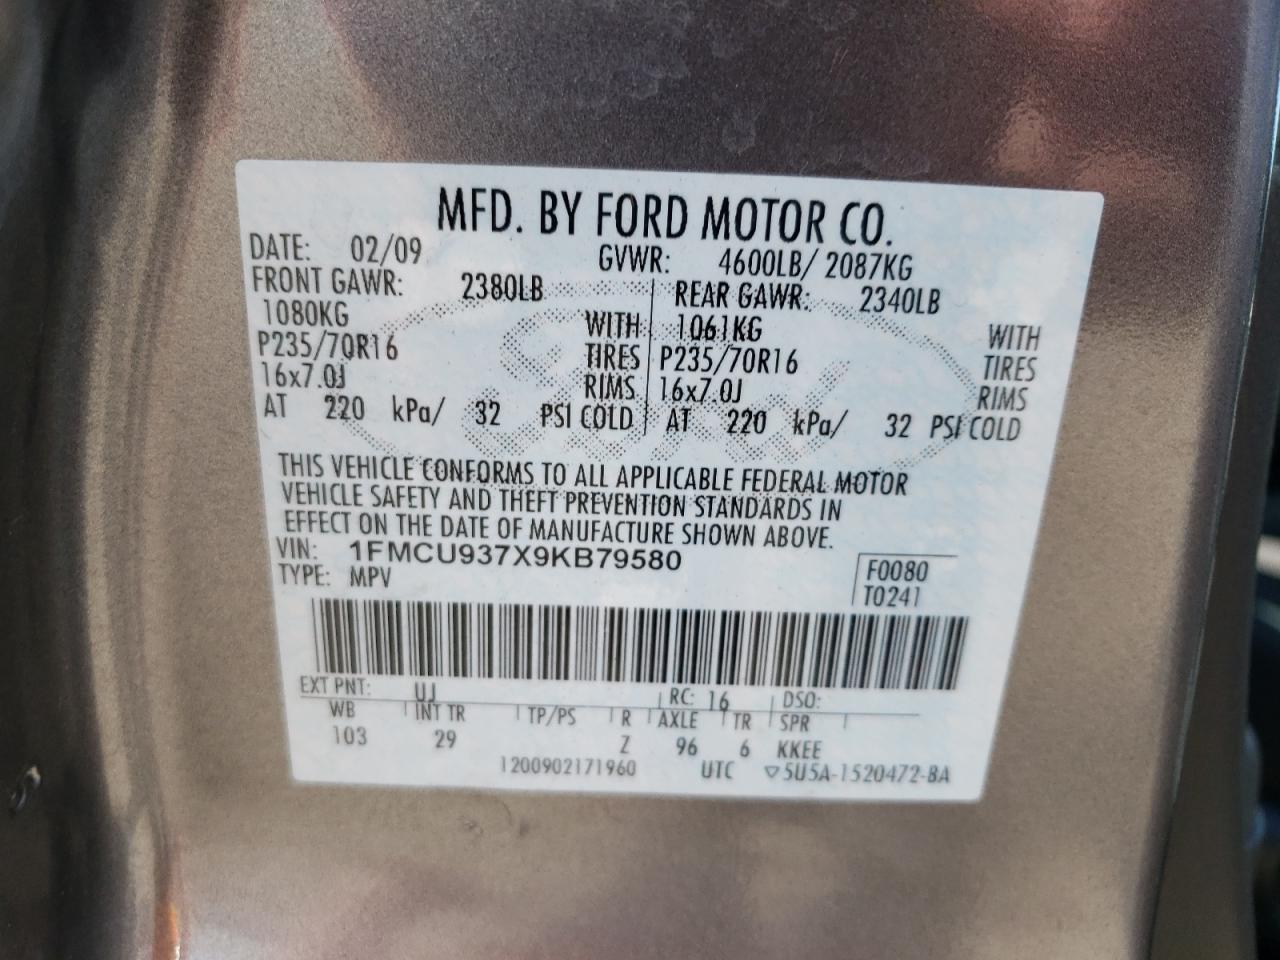 MFD. BY FORD MOTOR CO.
DATE: 02/09 GVWR: 4600LB/ 2087KG
FRONT GAWR: 2380LB REAR GAWR: 2340LB
1080KG WITH 1061KG WITH
P235/70R16 TIRES P235/70R16 TIRES
16x7.0J RIMS 16x7.0J RIMS
AT 220 kPa/ 32 PSI COLD AT 220 kPa/ 32 PSI COLD
Ford
THIS VEHICLE CONFORMS TO ALL APPLICABLE FEDERAL MOTOR
VEHICLE SAFETY AND THEFT PREVENTION STANDARDS IN
EFFECT ON THE DATE OF MANUFACTURE SHOWN ABOVE.
VIN: 1FMCU937X9KB79580 F0080
TYPE: MPV T0241
EXT PNT: UJ RC: 16 DSO:
WB INT TR TP/PS R AXLE TR SPR
103 29 Z 96 6 KKEE
1200902171960 UTC ▽5U5A-1520472-BA